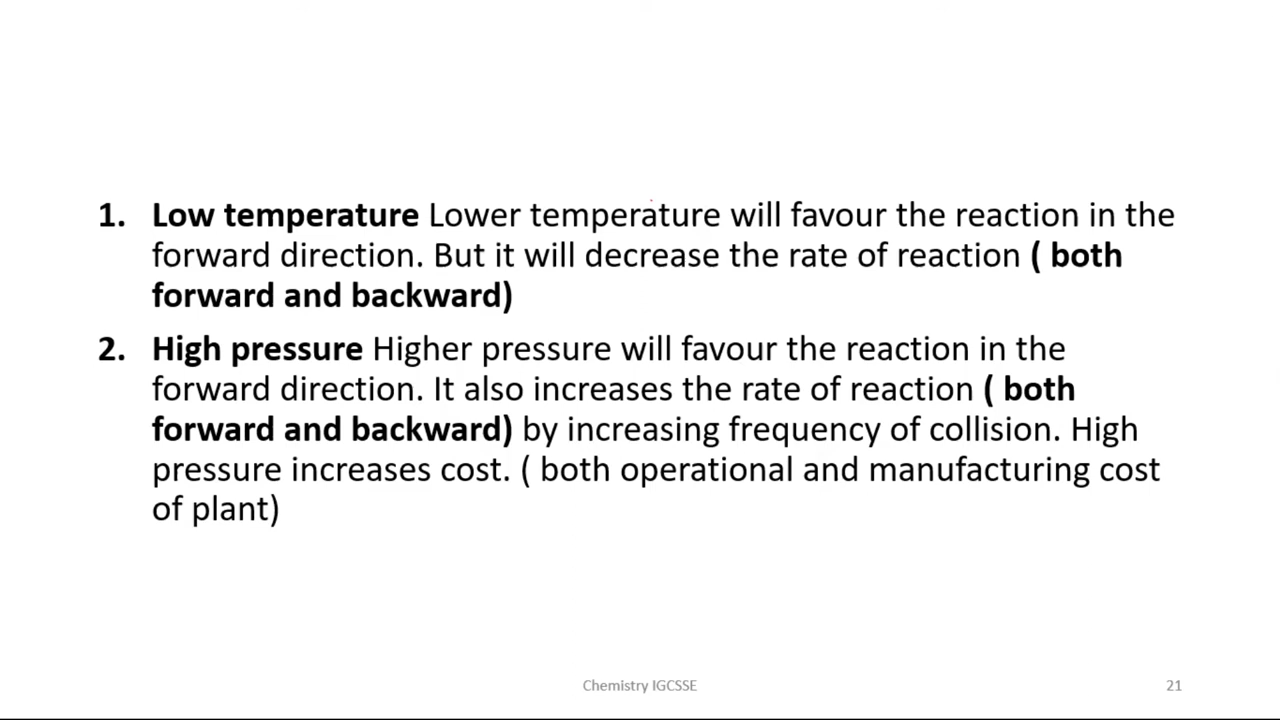 1. Low temperature Lower temperature will favour the reaction in the
forward direction. But it will decrease the rate of reaction ( both
forward and backward)
2. High pressure Higher pressure will favour the reaction in the
forward direction. It also increases the rate of reaction ( both
forward and backward) by increasing frequency of collision. High
pressure increases cost. ( both operational and manufacturing cost
of plant)
Chemistry IGCSSE
21